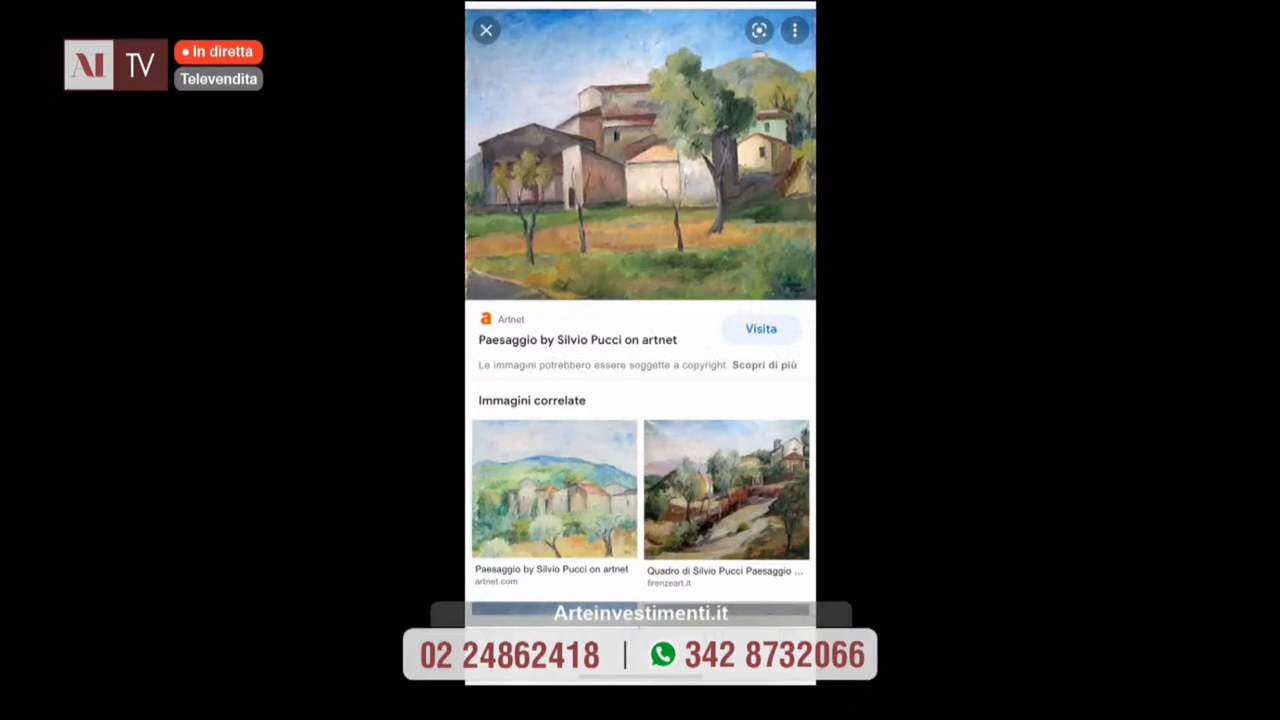 AI TV
In diretta
Televendita
a Artnet
Paesaggio by Silvio Pucci on artnet
Visita
Le immagini potrebbero essere soggette a copyright. Scopri di più
Immagini correlate
Paesaggio by Silvio Pucci on artnet
artnet.com
Quadro di Silvio Pucci Paesaggio ...
firenzeart.it
Arteinvestimenti.it
02 24862418 | 342 8732066